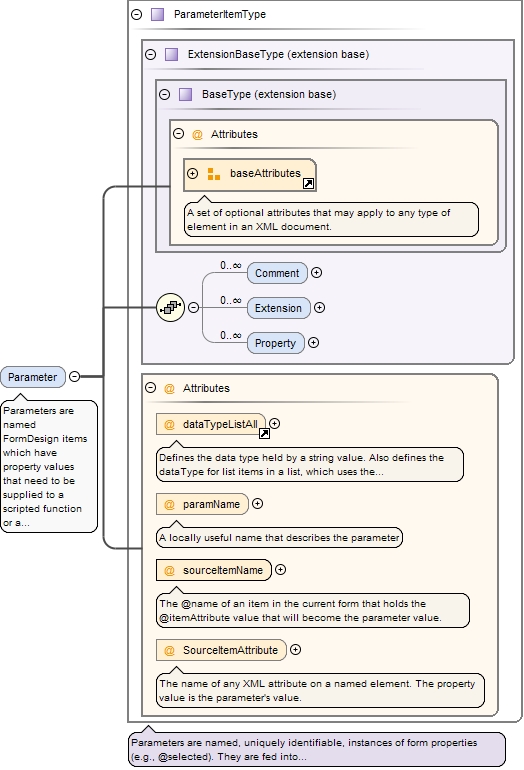 ParameterItemType
ExtensionBaseType (extension base)
BaseType (extension base)
@ Attributes
baseAttributes
A set of optional attributes that may apply to any type of
element in an XML document.
0..∞
Comment
0..∞
Extension
0..∞
Property
Parameter
Parameters are
named
FormDesign items
which have
property values
that need to be
supplied to a
scripted function
or a...
@ Attributes
@ dataTypeListAll
Defines the data type held by a string value. Also defines the
dataType for list items in a list, which uses the...
@ paramName
A locally useful name that describes the parameter
@ sourceItemName
The @name of an item in the current form that holds the
@itemAttribute value that will become the parameter value.
@ SourceItemAttribute
The name of any XML attribute on a named element. The property
value is the parameter's value.
Parameters are named, uniquely identifiable, instances of form properties
(e.g., @selected). They are fed into...